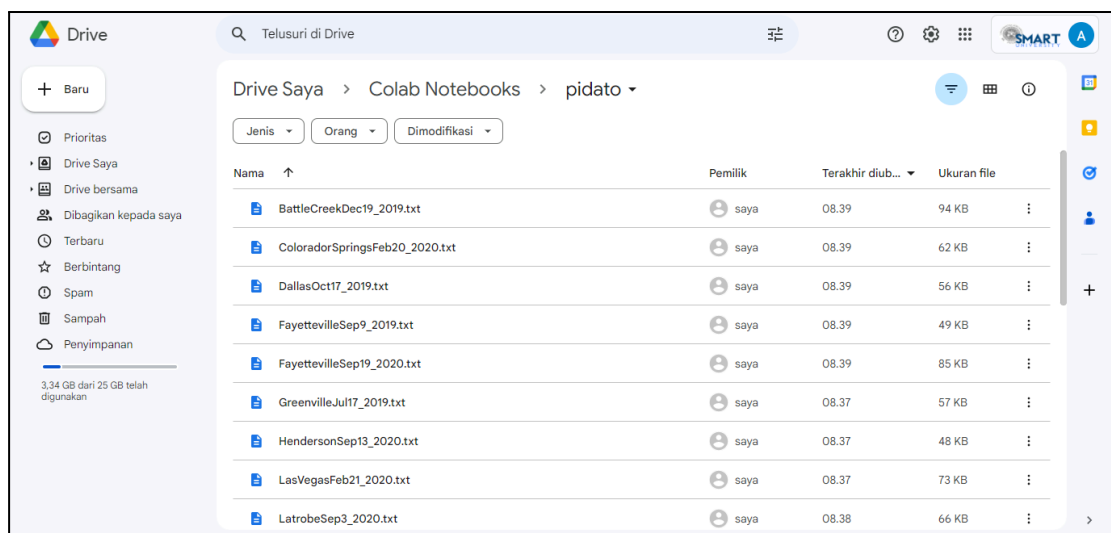 Drive
Telusuri di Drive
SMART
UNIVERSITY
A
Baru
Prioritas
Drive Saya
Drive bersama
Dibagikan kepada saya
Terbaru
Berbintang
Spam
Sampah
Penyimpanan
3,34 GB dari 25 GB telah
digunakan
Drive Saya > Colab Notebooks > pidato
Jenis Orang Dimodifikasi
Nama Pemilik Terakhir diub... Ukuran file
BattleCreekDec19_2019.txt saya 08.39 94 KB
ColoradorSpringsFeb20_2020.txt saya 08.39 62 KB
DallasOct17_2019.txt saya 08.39 56 KB
FayettevilleSep9_2019.txt saya 08.39 49 KB
FayettevilleSep19_2020.txt saya 08.39 85 KB
GreenvilleJul17_2019.txt saya 08.37 57 KB
HendersonSep13_2020.txt saya 08.37 48 KB
LasVegasFeb21_2020.txt saya 08.37 73 KB
LatrobeSep3_2020.txt saya 08.38 66 KB
31